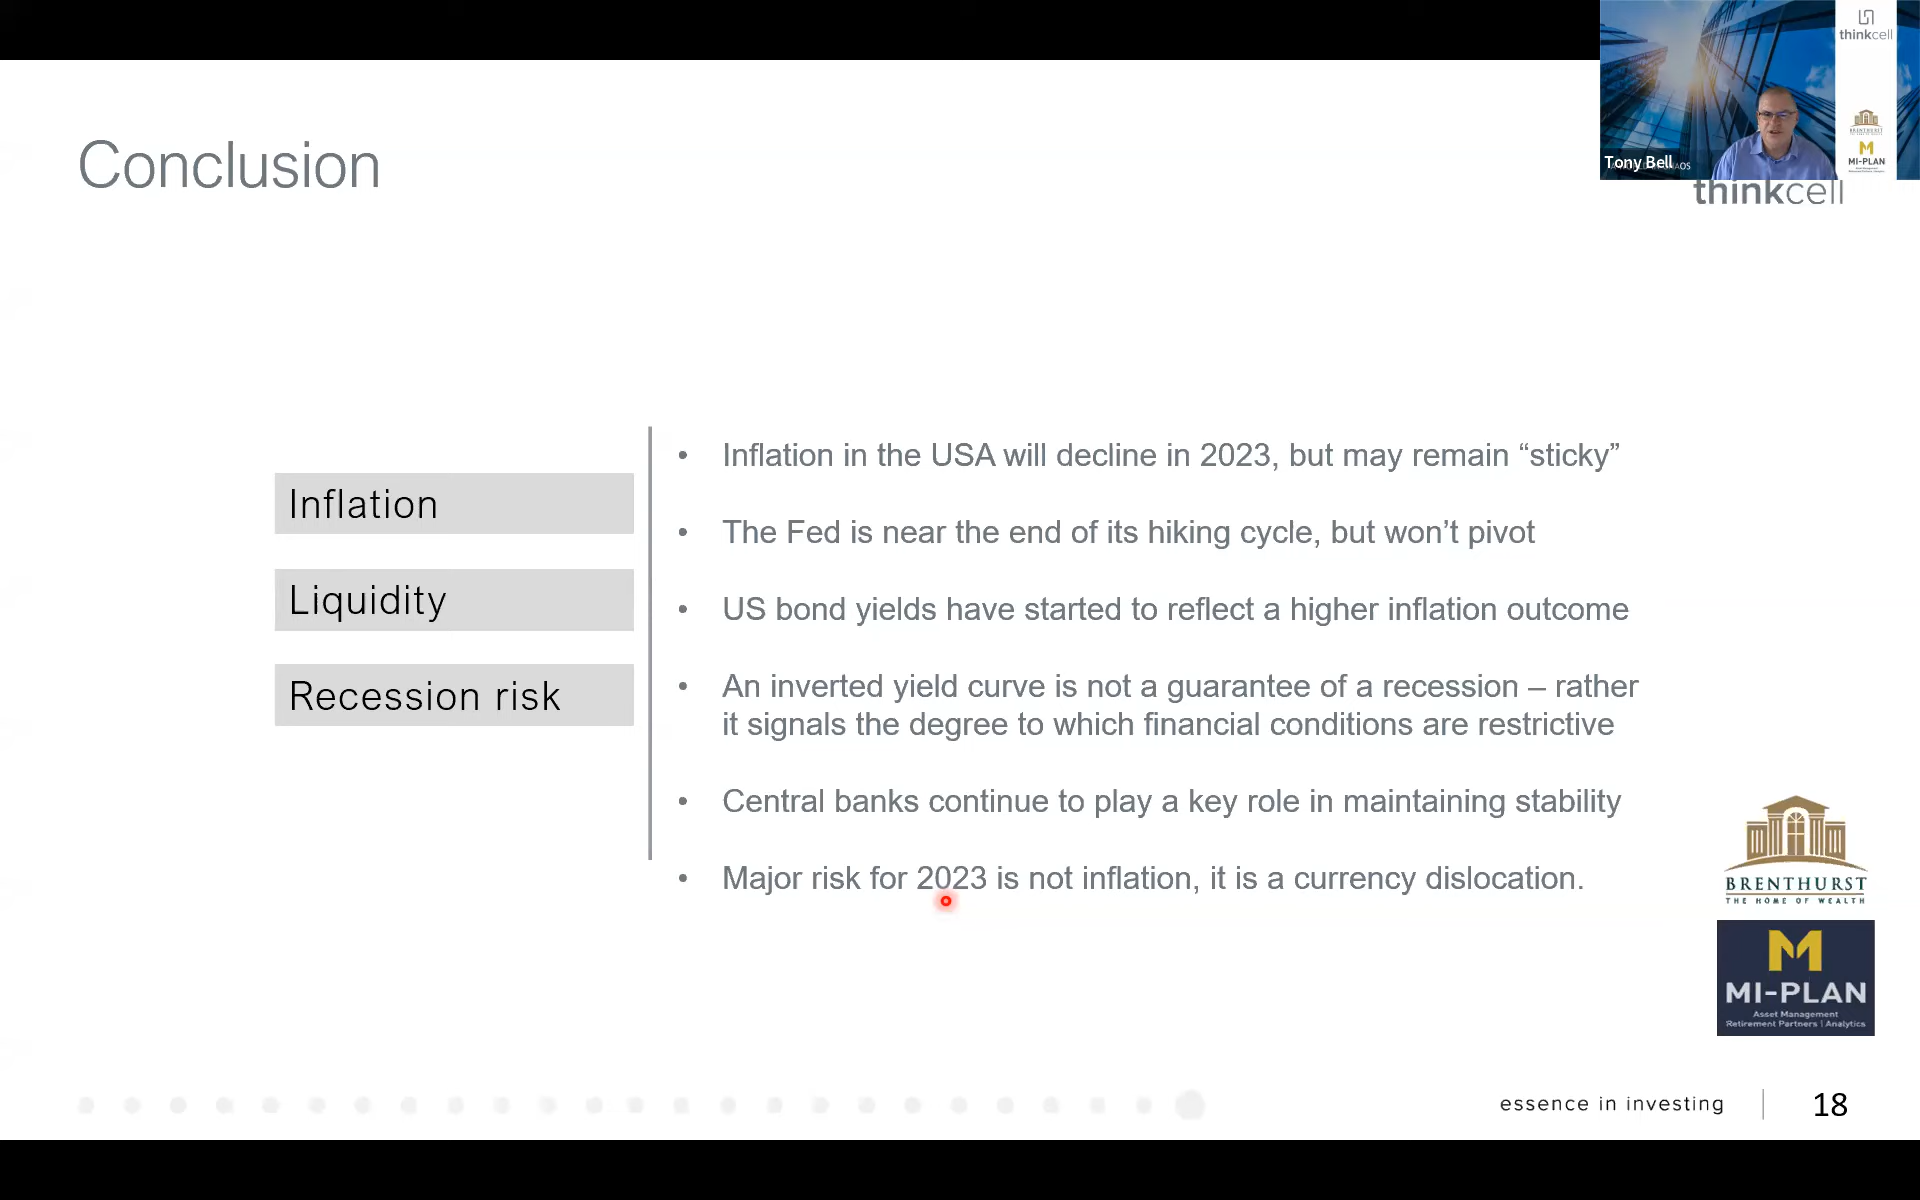 thinkcell
BRENTHURST
MI-PLAN
Tony Bell
Conclusion
thinkcell
Inflation
Liquidity
Recession risk
• Inflation in the USA will decline in 2023, but may remain “sticky”
• The Fed is near the end of its hiking cycle, but won’t pivot
• US bond yields have started to reflect a higher inflation outcome
• An inverted yield curve is not a guarantee of a recession – rather
it signals the degree to which financial conditions are restrictive
• Central banks continue to play a key role in maintaining stability
• Major risk for 2023 is not inflation, it is a currency dislocation.
BRENTHURST
THE HOME OF WEALTH
M
MI-PLAN
Asset Management
Retirement Partners | Analytics
essence in investing
18